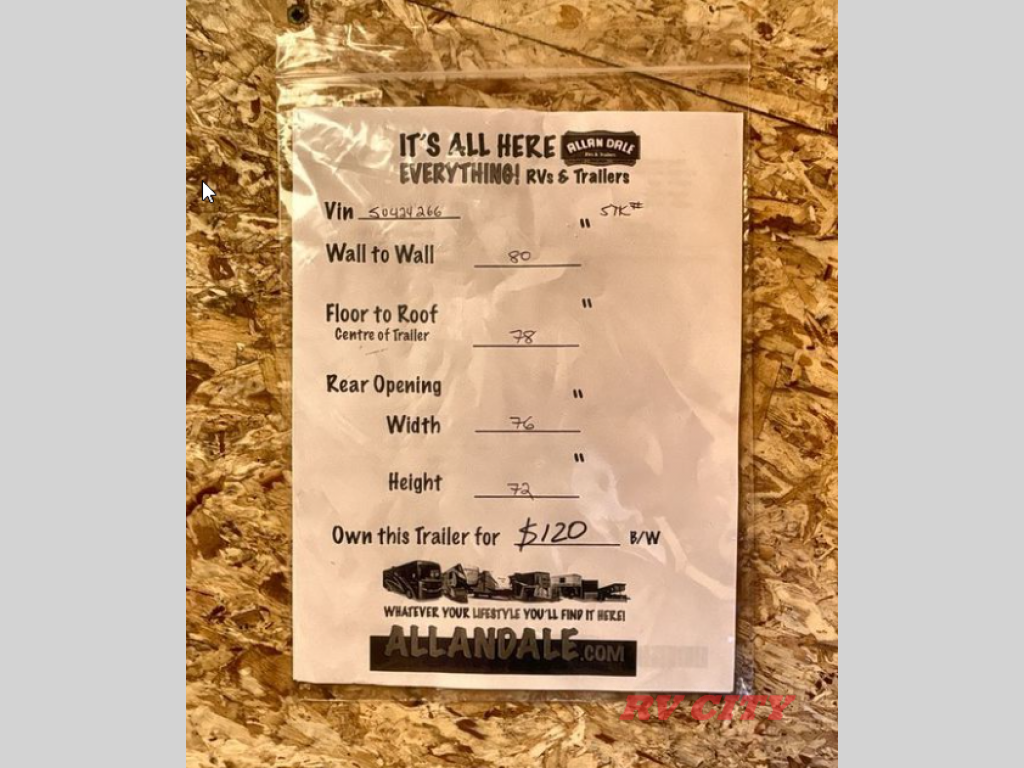 IT'S ALL HERE ALLAN DALE
EVERYTHING! RVs & Trailers
Vin S0424266 " STK#
Wall to Wall 80
Floor to Roof "
Centre of Trailer 78
Rear Opening "
Width 76
"
Height 72
Own this Trailer for $120 B/W
WHATEVER YOUR LIFESTYLE YOU'LL FIND IT HERE!
ALLANDALE.COM
RV CITY